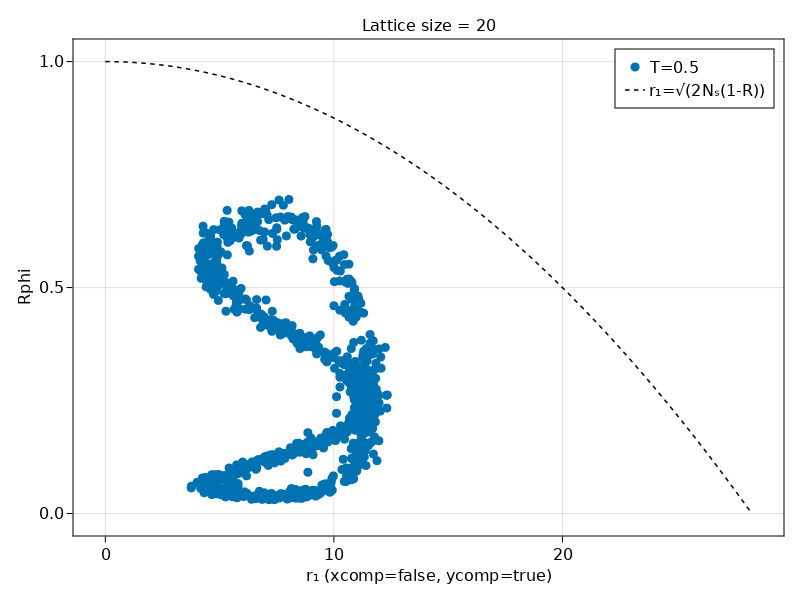 Lattice size = 20
1.0
T=0.5
r₁=√(2Nₛ(1-R))
Rphi
0.5
0.0
0
10
20
r₁ (xcomp=false, ycomp=true)